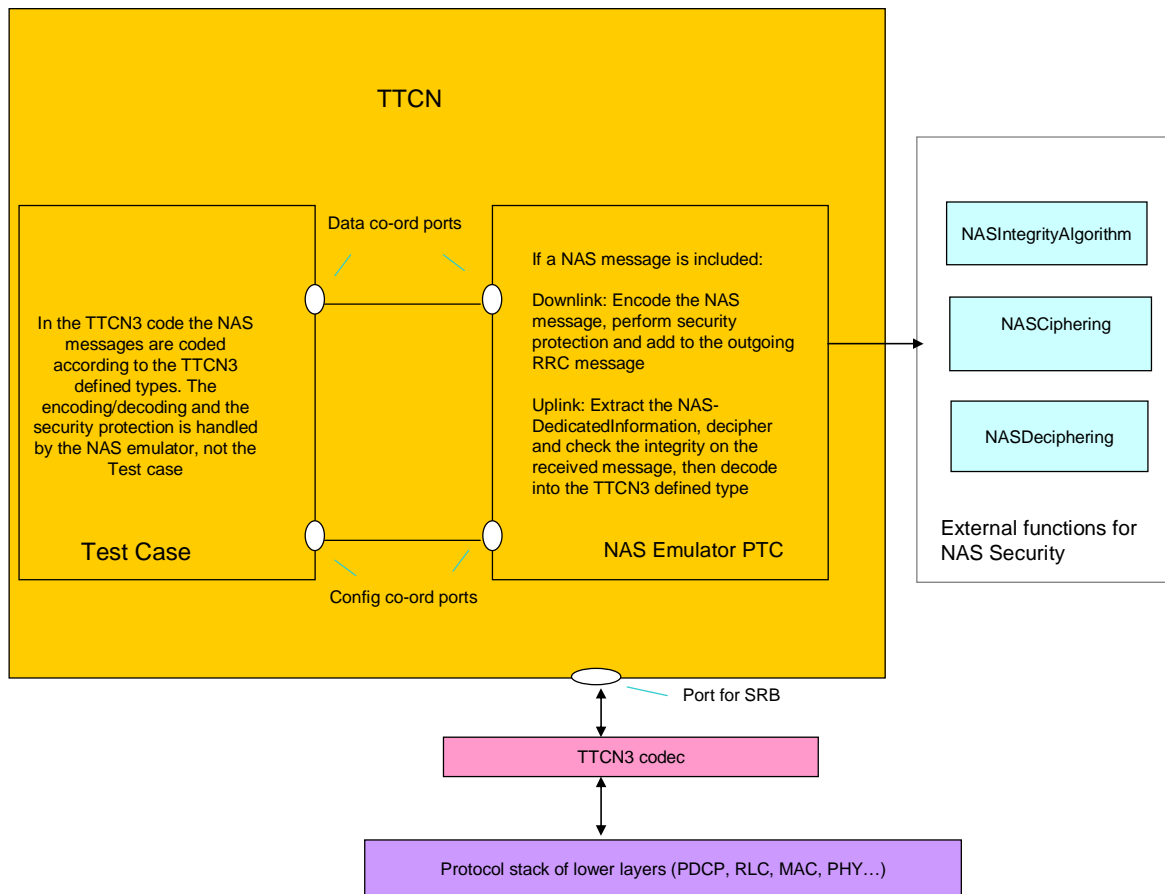 TTCN
Data co-ord ports
In the TTCN3 code the NAS
messages are coded
according to the TTCN3
defined types. The
encoding/decoding and the
security protection is handled
by the NAS emulator, not the
Test case
Test Case
If a NAS message is included:
Downlink: Encode the NAS
message, perform security
protection and add to the outgoing
RRC message
Uplink: Extract the NAS-
DedicatedInformation, decipher
and check the integrity on the
received message, then decode
into the TTCN3 defined type
NAS Emulator PTC
Config co-ord ports
NASIntegrityAlgorithm
NASCiphering
NASDeciphering
External functions for
NAS Security
Port for SRB
TTCN3 codec
Protocol stack of lower layers (PDCP, RLC, MAC, PHY…)